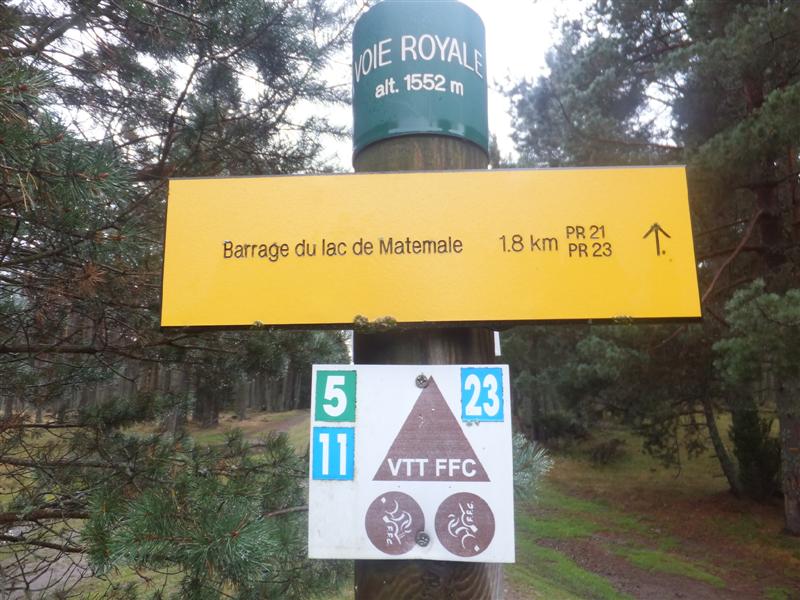 VOIE ROYALE
alt. 1552 m
Barrage du lac de Matemale 1.8 km PR 21
PR 23
5 23
11
VTT FFC
F.F.C. F.F.C.